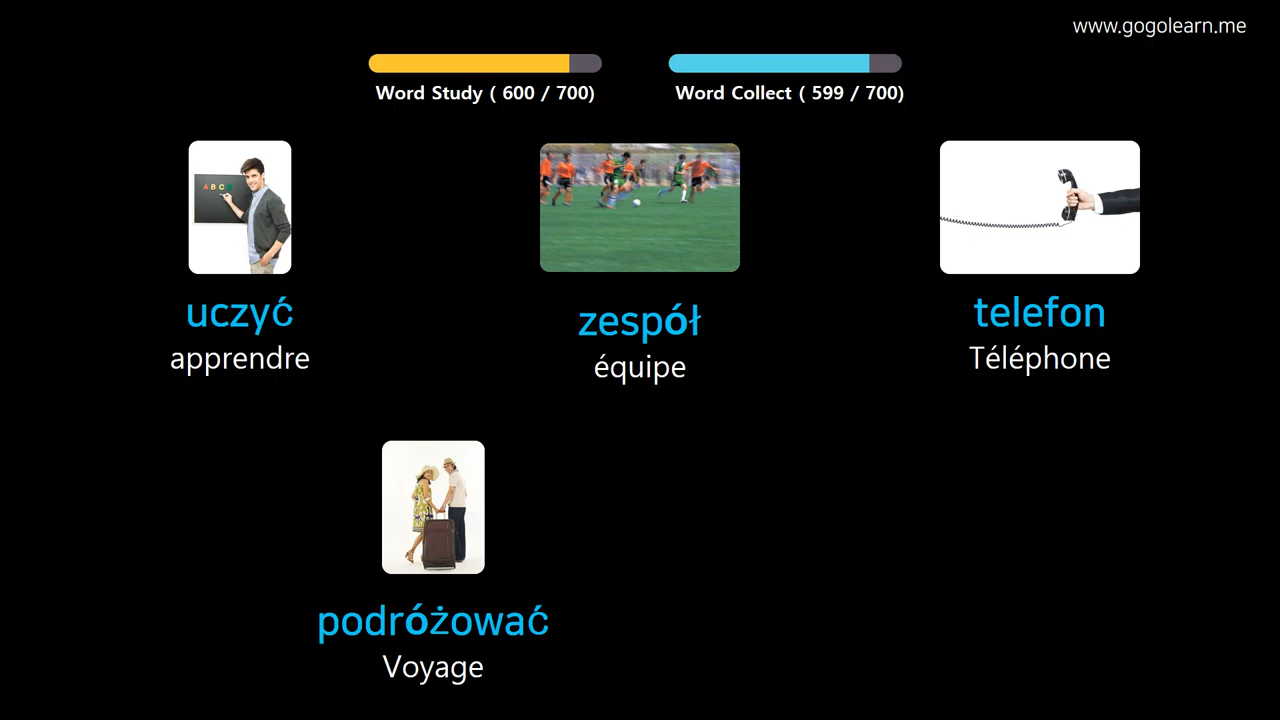 www.gogolearn.me
Word Study ( 600 / 700)
Word Collect ( 599 / 700)
A B C
uczyć
apprendre
zespół
équipe
telefon
Téléphone
podróżować
Voyage